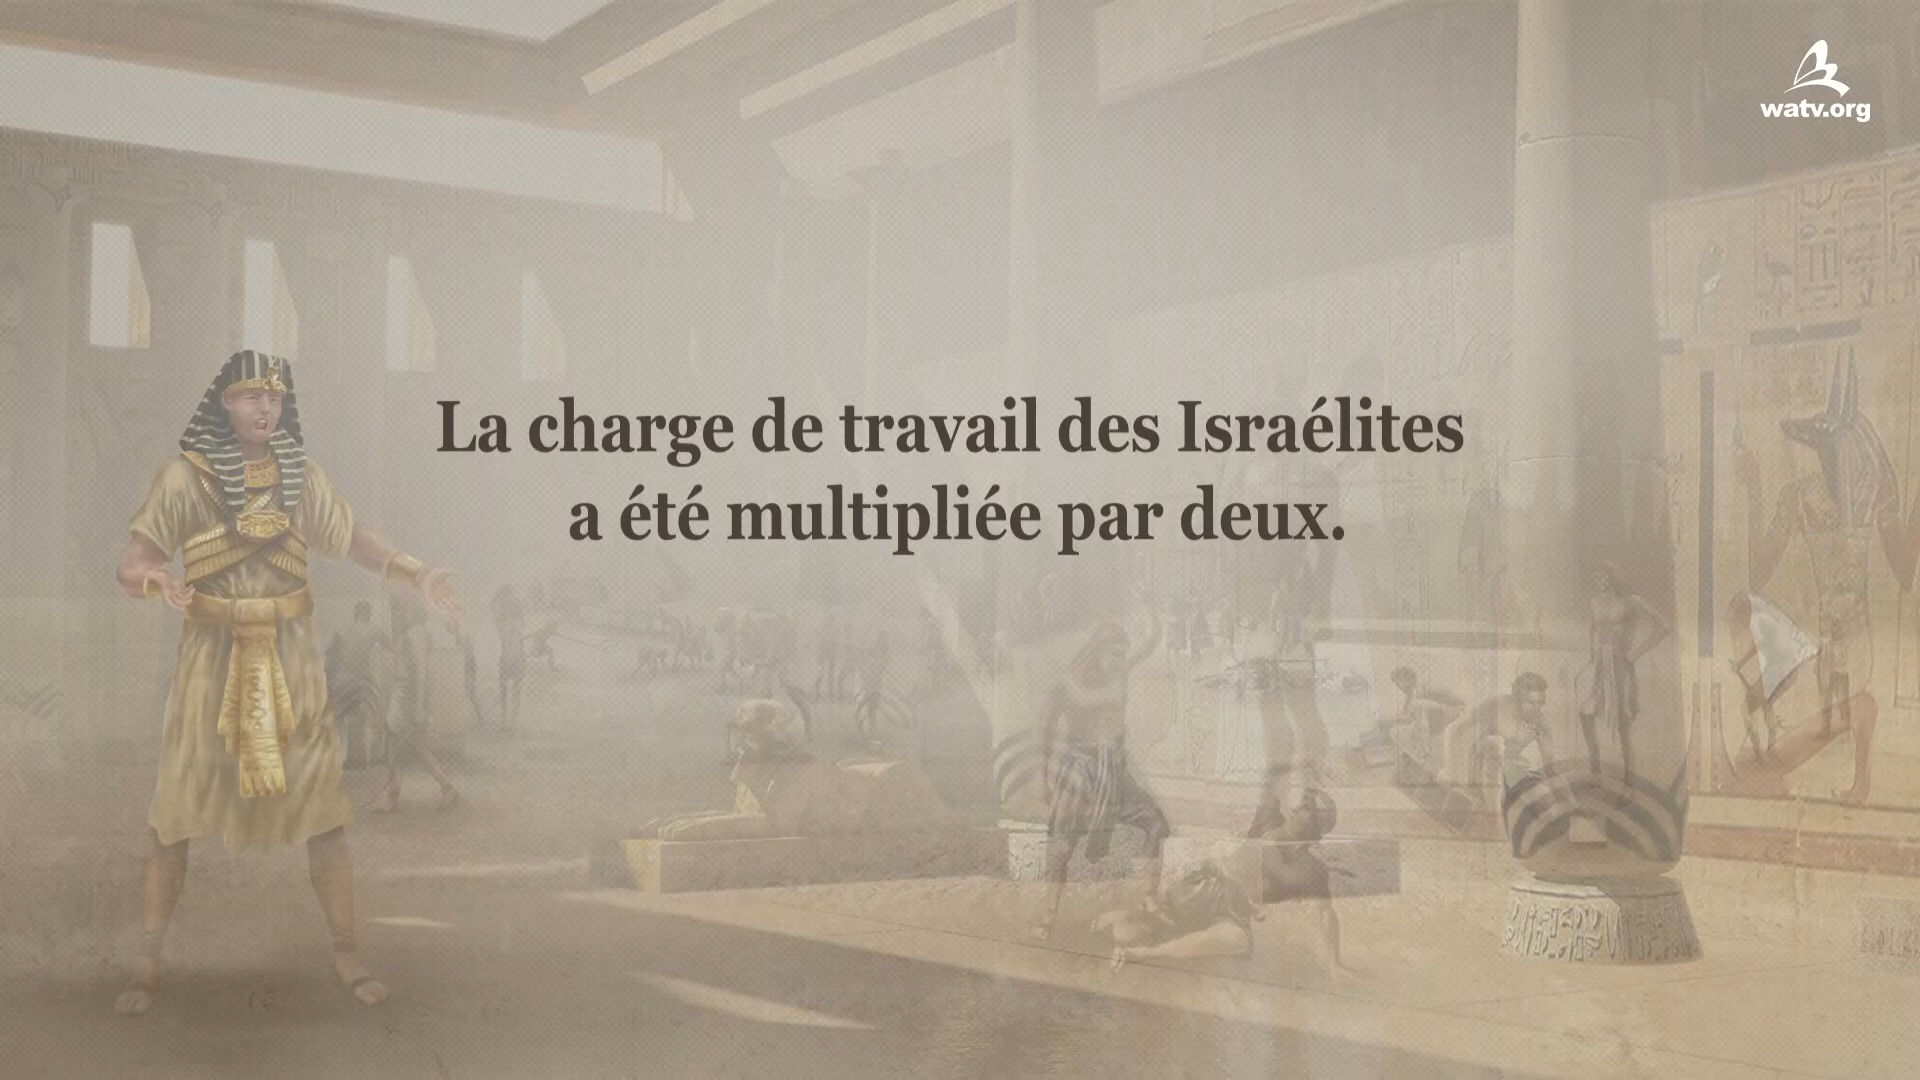 watv.org
La charge de travail des Israélites
a été multipliée par deux.